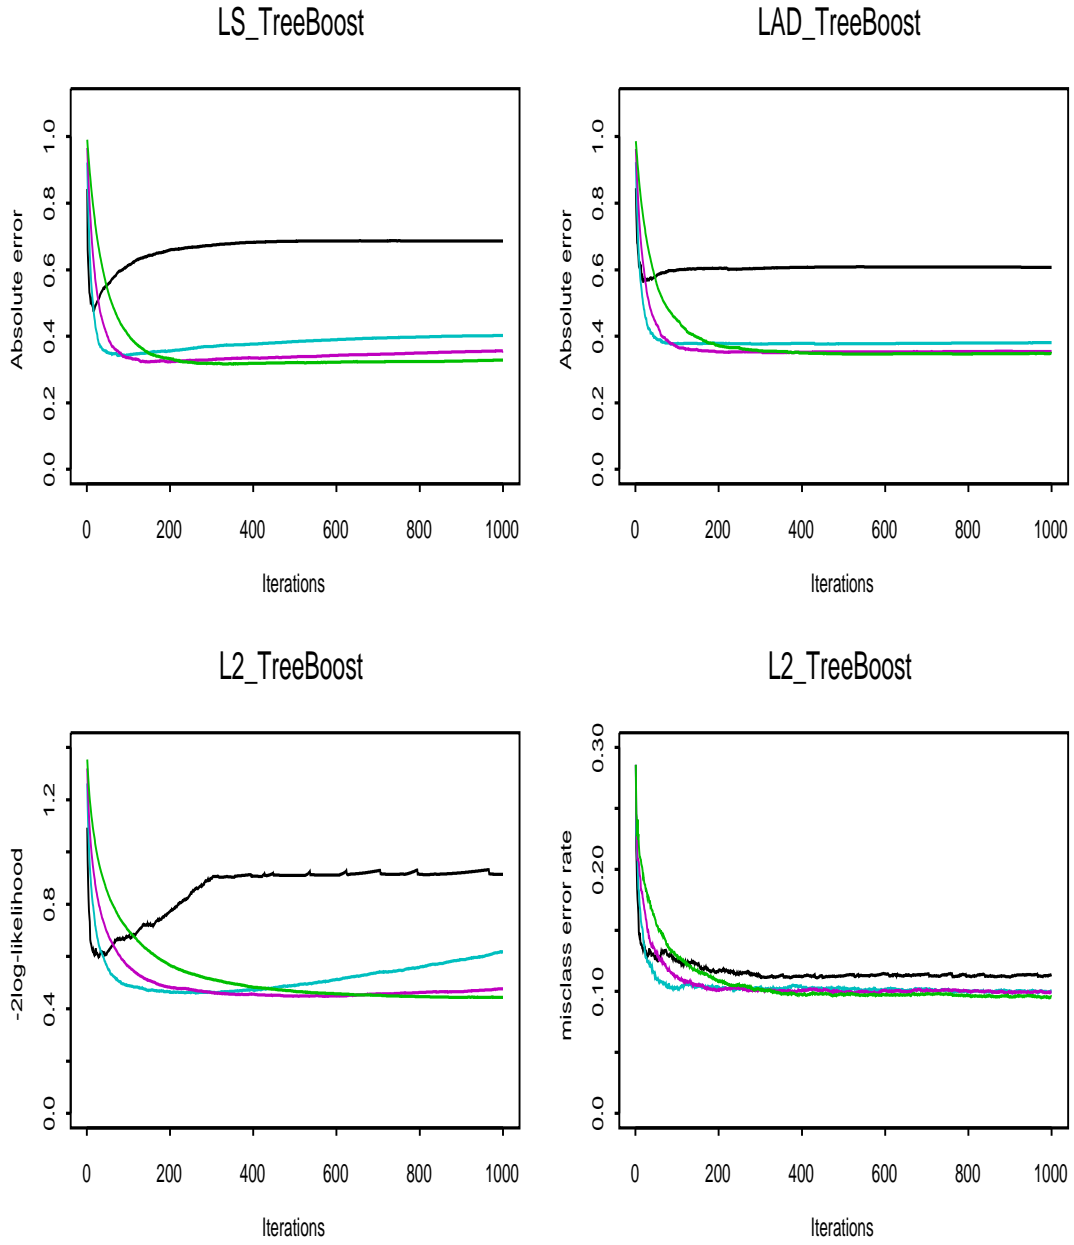 LS_TreeBoost
Absolute error
1.0
0.8
0.6
0.4
0.2
0.0
0 200 400 600 800 1000
Iterations
LAD_TreeBoost
Absolute error
1.0
0.8
0.6
0.4
0.2
0.0
0 200 400 600 800 1000
Iterations
L2_TreeBoost
-2log-likelihood
1.2
0.8
0.4
0.0
0 200 400 600 800 1000
Iterations
L2_TreeBoost
misclass error rate
0.30
0.20
0.10
0.0
0 200 400 600 800 1000
Iterations